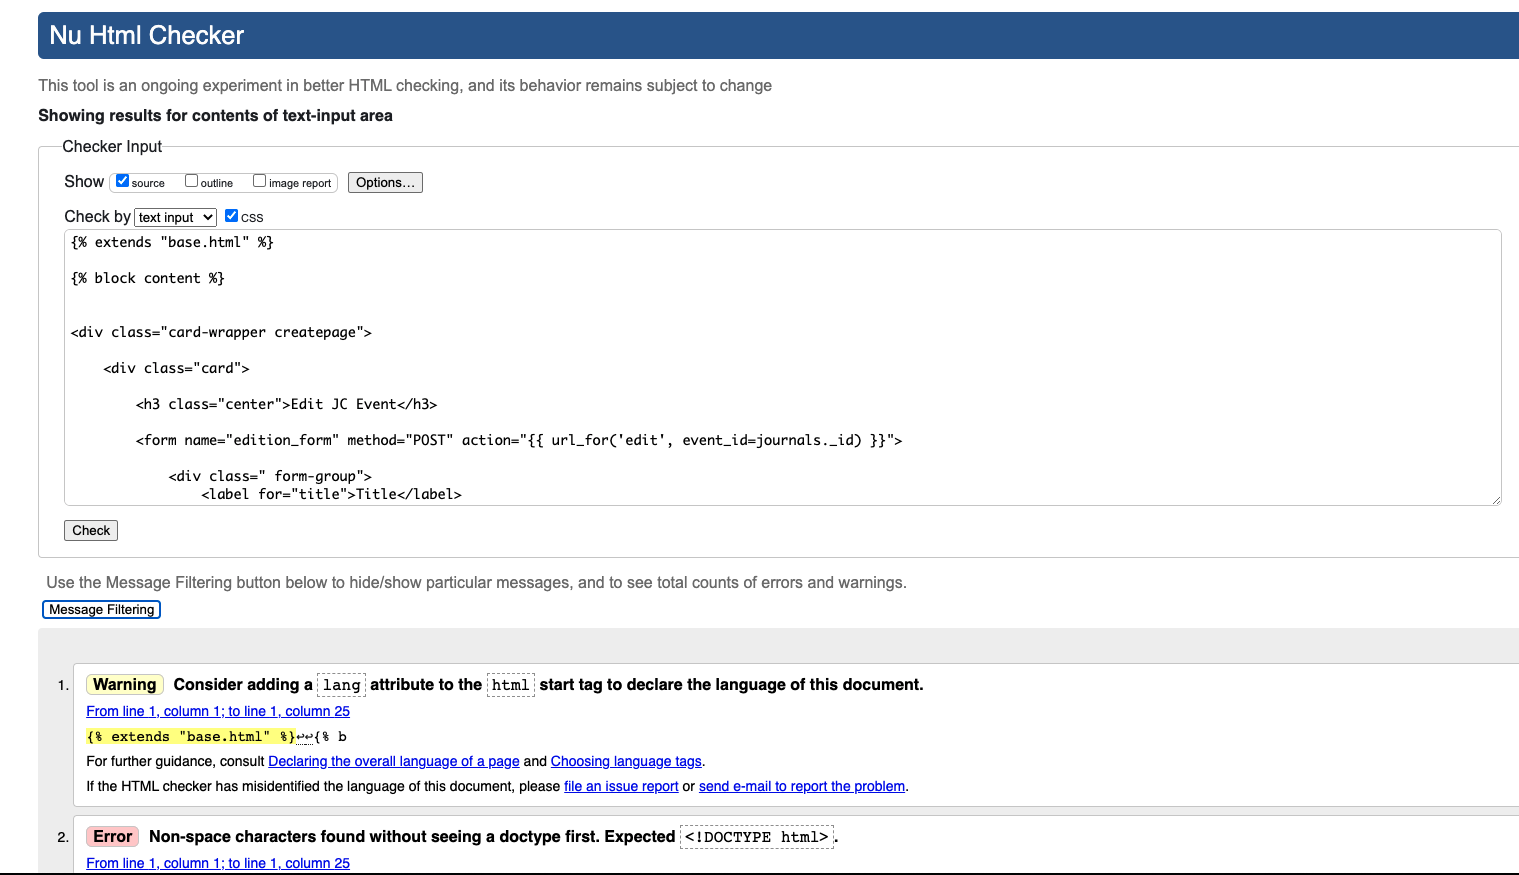 Nu Html Checker
This tool is an ongoing experiment in better HTML checking, and its behavior remains subject to change
Showing results for contents of text-input area
Checker Input
Show source outline image report Options...
Check by text input css
{% extends "base.html" %}
{% block content %}
<div class="card-wrapper createpage">
<div class="card">
<h3 class="center">Edit JC Event</h3>
<form name="edition_form" method="POST" action="{{ url_for('edit', event_id=journals._id) }}">
<div class=" form-group">
<label for="title">Title</label>
Check
Use the Message Filtering button below to hide/show particular messages, and to see total counts of errors and warnings.
Message Filtering
1. Warning Consider adding a lang attribute to the html start tag to declare the language of this document.
From line 1, column 1; to line 1, column 25
{% extends "base.html" %}↩↩{% b
For further guidance, consult Declaring the overall language of a page and Choosing language tags.
If the HTML checker has misidentified the language of this document, please file an issue report or send e-mail to report the problem.
2. Error Non-space characters found without seeing a doctype first. Expected <!DOCTYPE html>.
From line 1, column 1; to line 1, column 25